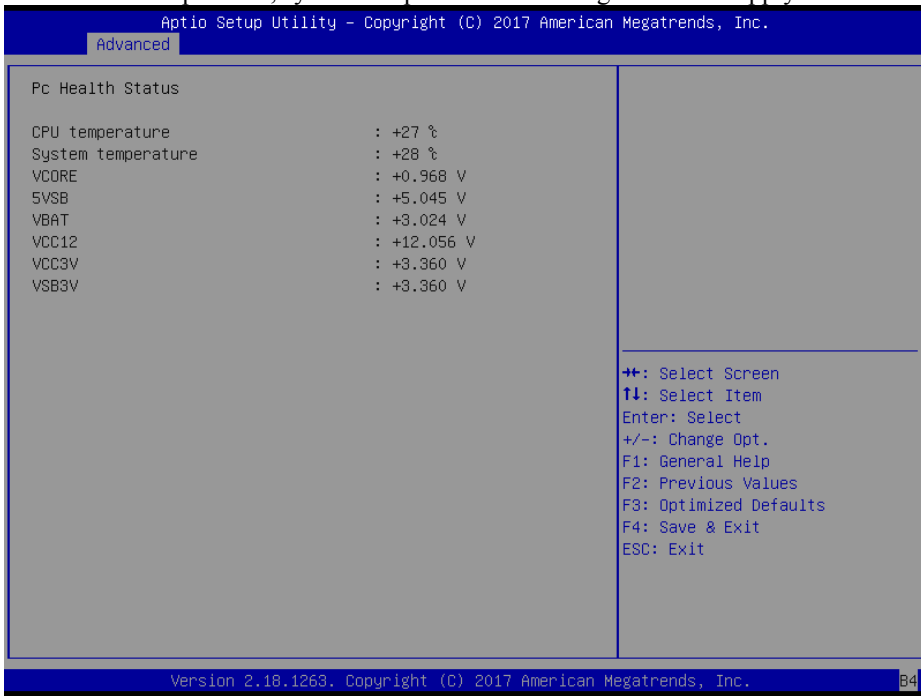 Aptio Setup Utility – Copyright (C) 2017 American Megatrends, Inc.
Advanced
Pc Health Status
CPU temperature : +27 ℃
System temperature : +28 ℃
VCORE : +0.968 V
5VSB : +5.045 V
VBAT : +3.024 V
VCC12 : +12.056 V
VCC3V : +3.360 V
VSB3V : +3.360 V
→←: Select Screen
↑↓: Select Item
Enter: Select
+/-: Change Opt.
F1: General Help
F2: Previous Values
F3: Optimized Defaults
F4: Save & Exit
ESC: Exit
Version 2.18.1263. Copyright (C) 2017 American Megatrends, Inc.
B4